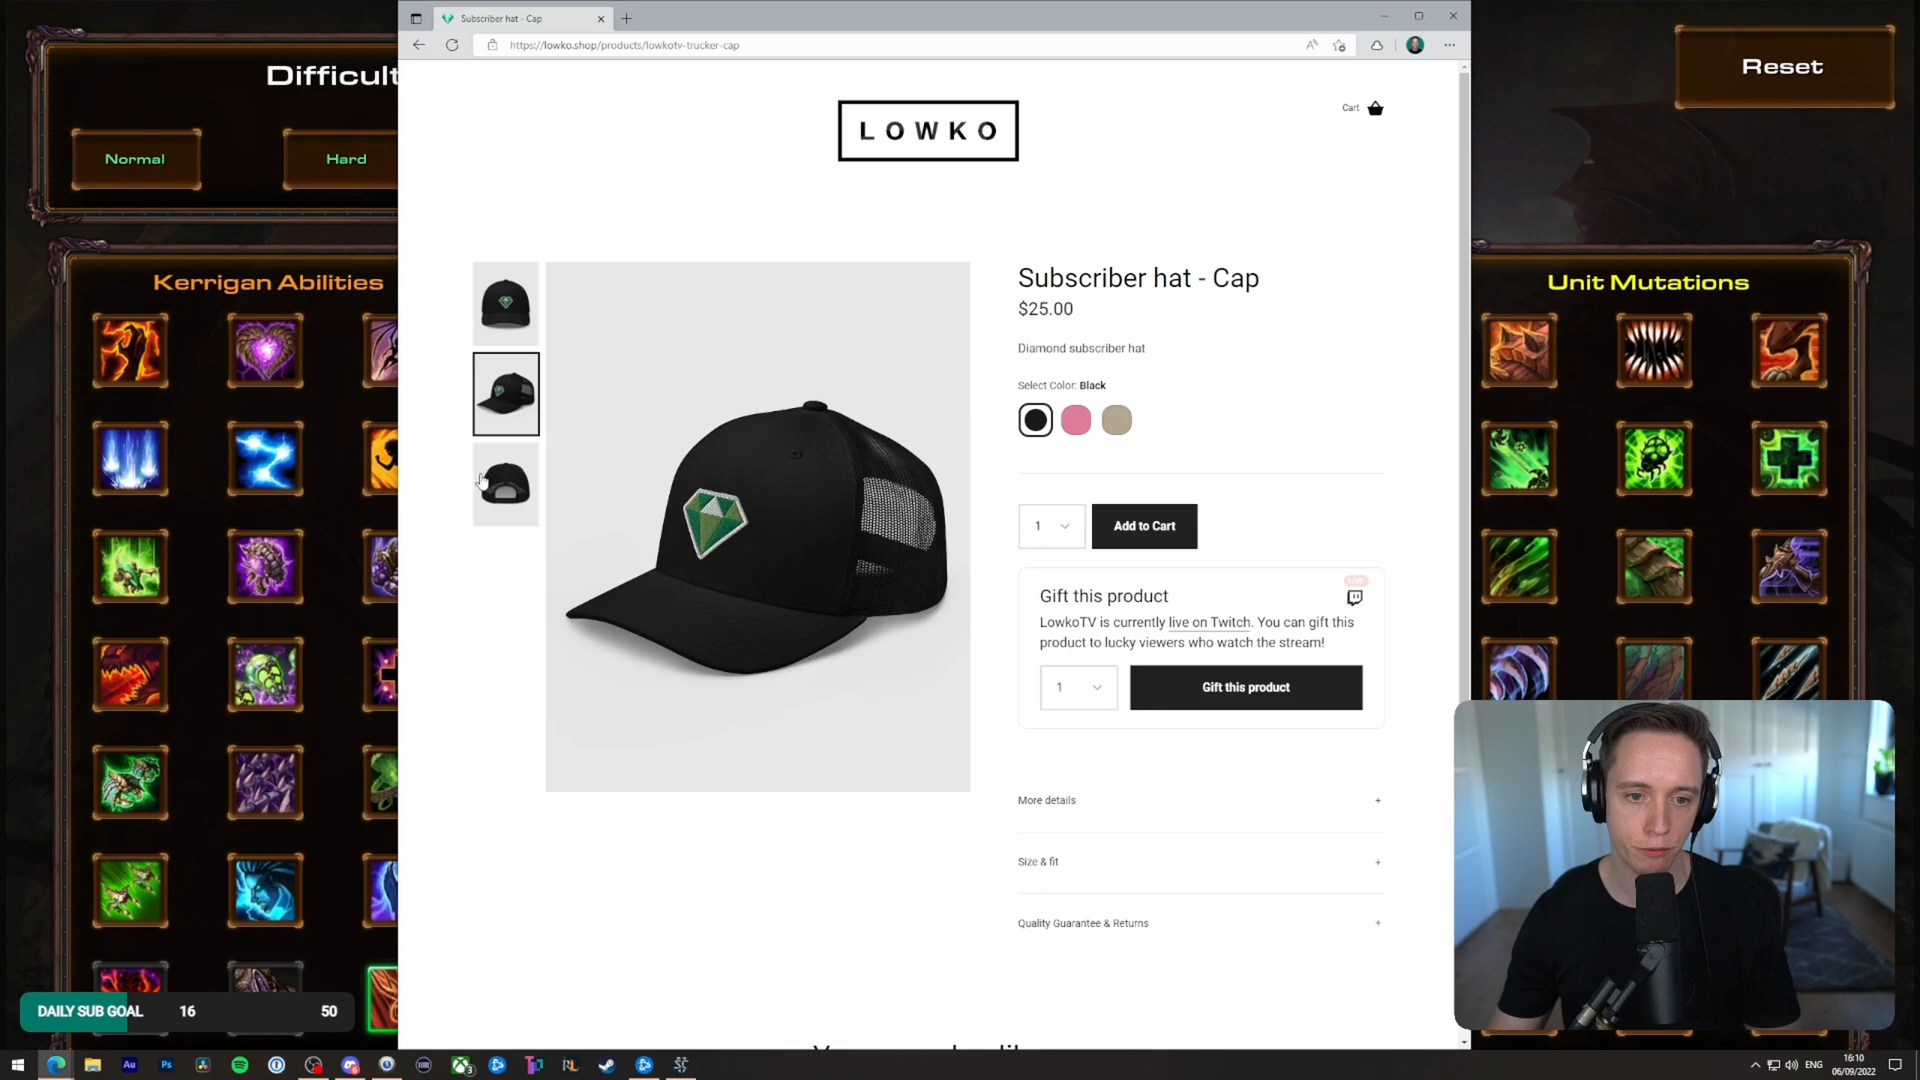 Subscriber hat - Cap
https://lowko.shop/products/lowkotv-trucker-cap
Difficult
Normal
Hard
Reset
LOWKO
Cart
Kerrigan Abilities
Unit Mutations
Subscriber hat - Cap
$25.00
Diamond subscriber hat
Select Color: Black
1
Add to Cart
LIVE
Gift this product
LowkoTV is currently live on Twitch. You can gift this
product to lucky viewers who watch the stream!
1
Gift this product
More details
+
Size & fit
+
Quality Guarantee & Returns
+
DAILY SUB GOAL 16 50
Au
Ps
3
ENG
16:10
06/09/2022